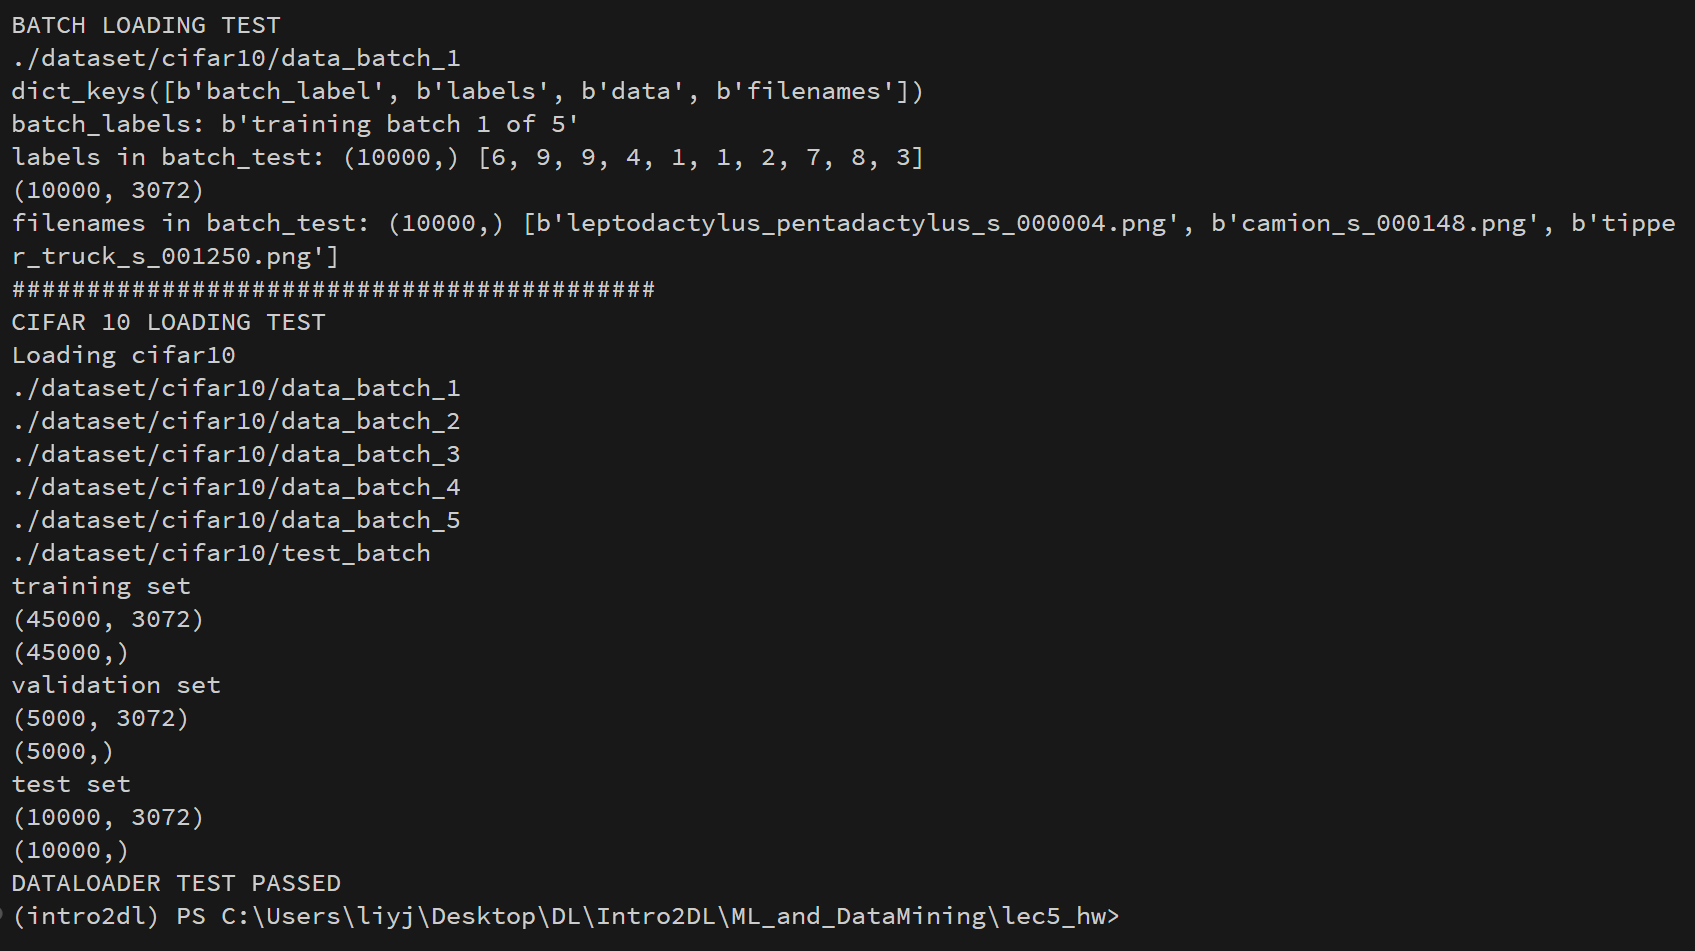 BATCH LOADING TEST
./dataset/cifar10/data_batch_1
dict_keys([b'batch_label', b'labels', b'data', b'filenames'])
batch_labels: b'training batch 1 of 5'
labels in batch_test: (10000,) [6, 9, 9, 4, 1, 1, 2, 7, 8, 3]
(10000, 3072)
filenames in batch_test: (10000,) [b'leptodactylus_pentadactylus_s_000004.png', b'camion_s_000148.png', b'tippe
r_truck_s_001250.png']
###########################################
CIFAR 10 LOADING TEST
Loading cifar10
./dataset/cifar10/data_batch_1
./dataset/cifar10/data_batch_2
./dataset/cifar10/data_batch_3
./dataset/cifar10/data_batch_4
./dataset/cifar10/data_batch_5
./dataset/cifar10/test_batch
training set
(45000, 3072)
(45000,)
validation set
(5000, 3072)
(5000,)
test set
(10000, 3072)
(10000,)
DATALOADER TEST PASSED
(intro2dl) PS C:\Users\liyj\Desktop\DL\Intro2DL\ML_and_DataMining\lec5_hw>